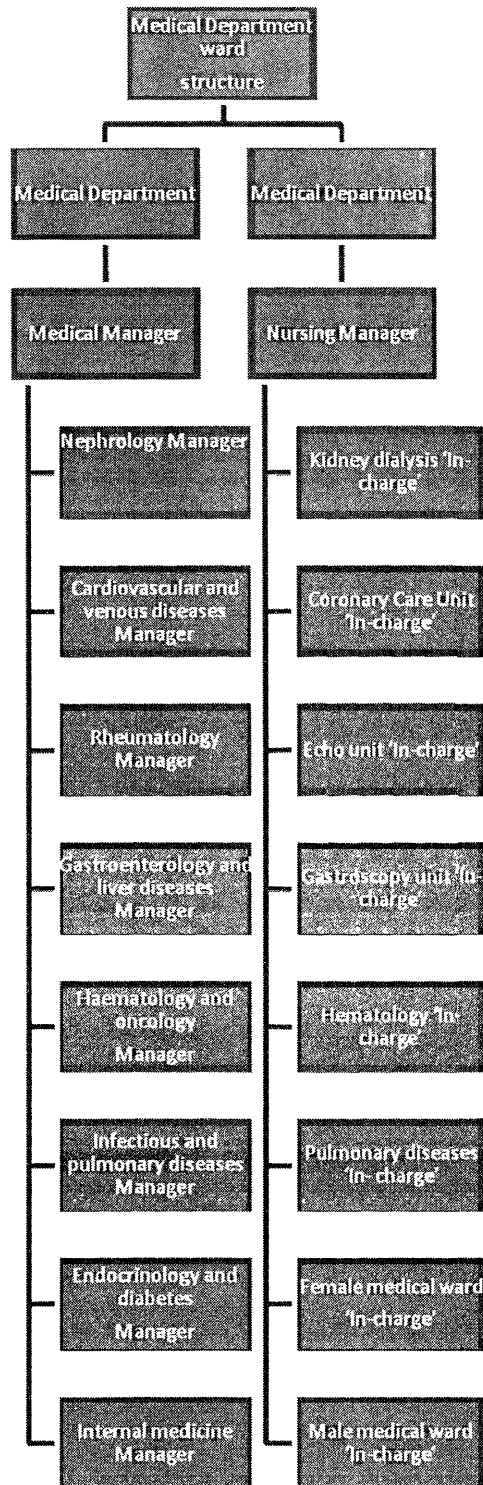 Medical Department
ward
structure
Medical Department
Medical Department
Medical Manager
Nursing Manager
Nephrology Manager
Kidney dialysis 'In-
charge'
Cardiovascular and
venous diseases
Manager
Coronary Care Unit
'In-charge'
Rheumatology
Manager
Echo unit 'In-charge'
Gastroenterology and
liver diseases
Manager
Gastroscopy unit 'In-
charge'
Haematology and
oncology
Manager
Hematology 'In-
charge'
Infectious and
pulmonary diseases
Manager
Pulmonary diseases
'In- charge'
Endocrinology and
diabetes
Manager
Female medical ward
'In-charge'
Internal medicine
Manager
Male medical ward
'In-charge'